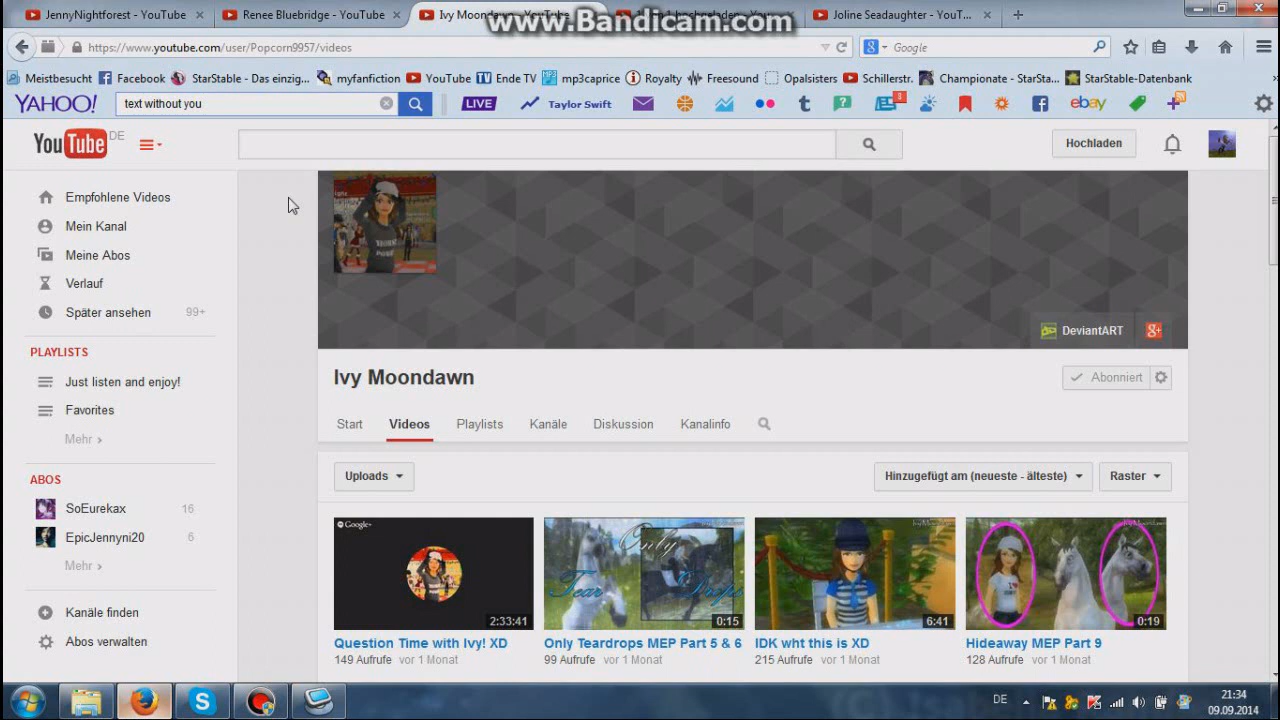 www.Bandicam.com
JennyNightforest - YouTube
Renee Bluebridge - YouTube
Ivy Moondawn - YouTube
Joline Seadaughter - YouT...
https://www.youtube.com/user/Popcorn9957/videos
Google
Meistbesucht
Facebook
StarStable - Das einzig...
myfanfiction
YouTube
Ende TV
mp3caprice
Royalty
Freesound
Opalsisters
Schillerstr.
Championate - StarSta...
StarStable-Datenbank
YAHOO!
text without you
LIVE
Taylor Swift
ebay
YouTube DE
Hochladen
Empfohlene Videos
Mein Kanal
Meine Abos
Verlauf
Später ansehen 99+
PLAYLISTS
Just listen and enjoy!
Favorites
Mehr ›
ABOS
SoEurekax 16
EpicJennyni20 6
Mehr ›
Kanäle finden
Abos verwalten
DeviantART
Ivy Moondawn
Abonniert
Start
Videos
Playlists
Kanäle
Diskussion
Kanalinfo
Uploads
Hinzugefügt am (neueste - älteste)
Raster
Google+
2:33:41
Question Time with Ivy! XD
149 Aufrufe vor 1 Monat
Only
Tear
Drops
0:15
Only Teardrops MEP Part 5 & 6
99 Aufrufe vor 1 Monat
6:41
IDK wht this is XD
215 Aufrufe vor 1 Monat
0:19
Hideaway MEP Part 9
128 Aufrufe vor 1 Monat
DE
21:34
09.09.2014